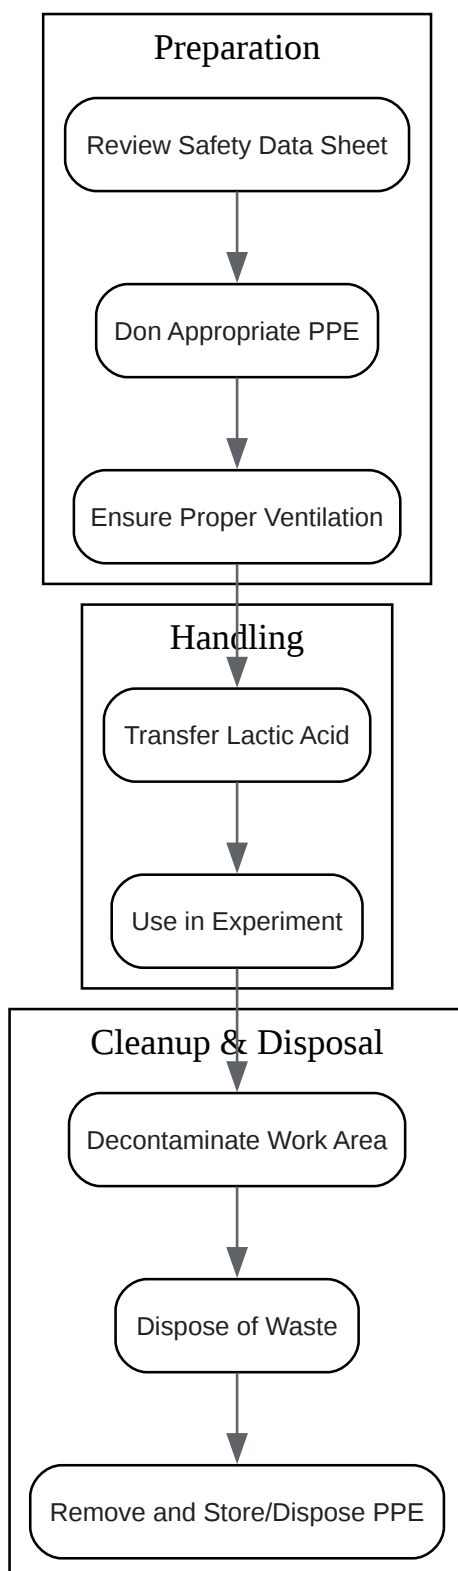 Preparation
Review Safety Data Sheet
Don Appropriate PPE
Ensure Proper Ventilation
Handling
Transfer Lactic Acid
Use in Experiment
Cleanup & Disposal
Decontaminate Work Area
Dispose of Waste
Remove and Store/Dispose PPE